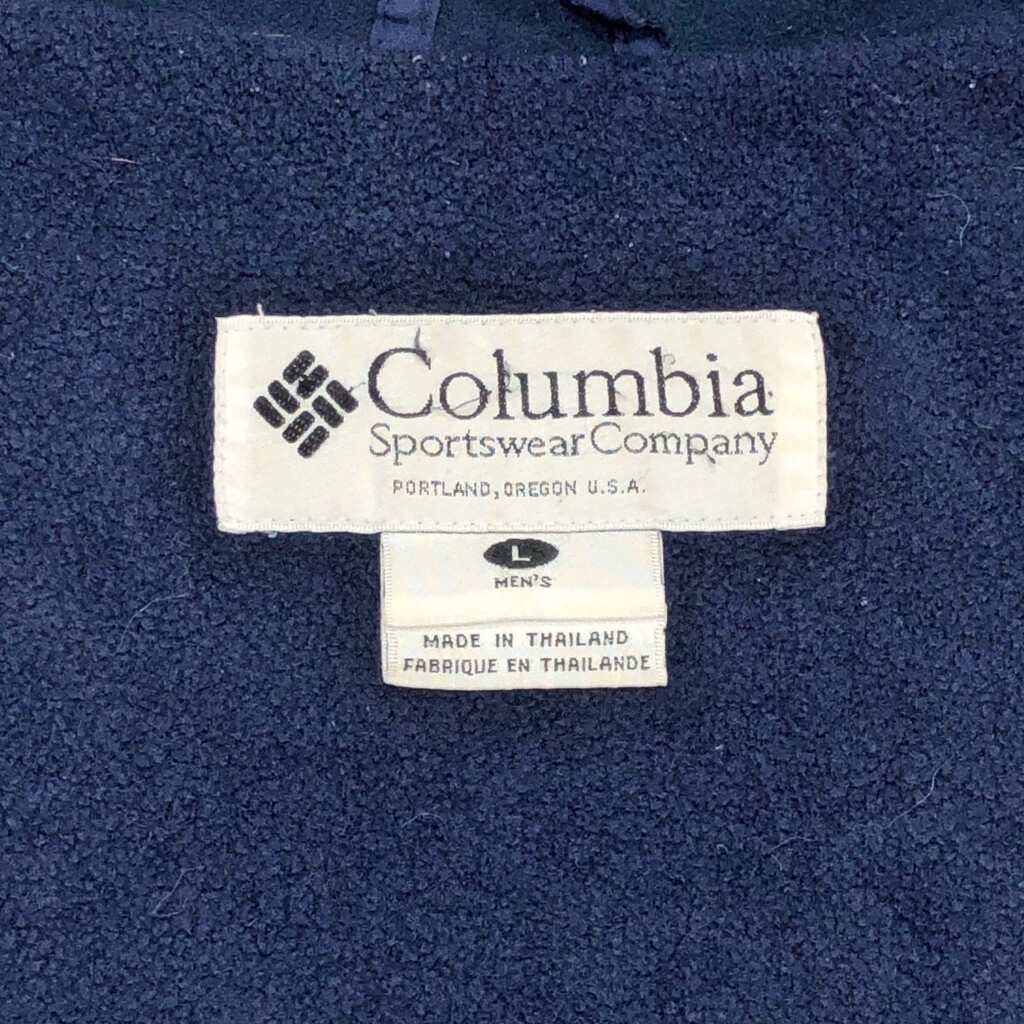 Columbia
Sportswear Company
PORTLAND, OREGON U.S.A.
L
MEN'S
MADE IN THAILAND
FABRIQUE EN THAILANDE